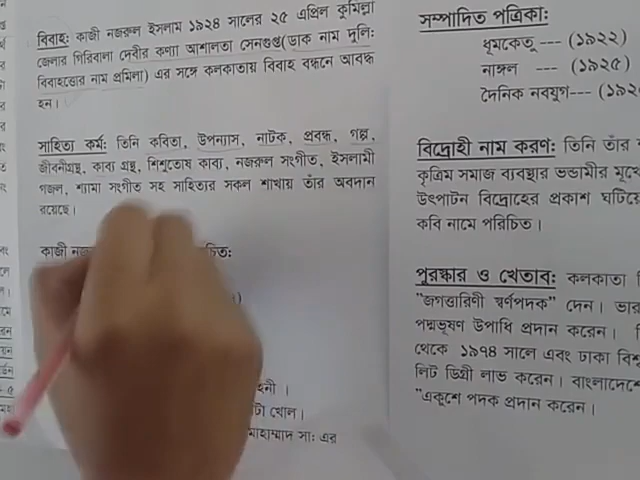 বিবাহ: কাজী নজরুল ইসলাম ১৯২৪ সালের ২৫ এপ্রিল কুমিল্লা
জেলার গিরিবালা দেবীর কণ্যা আশালতা সেনগুপ্ত(ডাক নাম দুলি:
বিবাহত্তোর নাম প্রমিলা) এর সঙ্গে কলকাতায় বিবাহ বন্ধনে আবদ্ধ
হন।
সাহিত্য কর্ম: তিনি কবিতা, উপন্যাস, নাটক, প্রবন্ধ, গল্প,
জীবনীগ্রন্থ, কাব্য গ্রন্থ, শিশুতোষ কাব্য, নজরুল সংগীত, ইসলামী
গজল, শ্যামা সংগীত সহ সাহিত্যর সকল শাখায় তাঁর অবদান
রয়েছে।
কাজী
চিত:
হনী ।
টা খোল।
মোহাম্মাদ সা: এর
সম্পাদিত পত্রিকা:
ধূমকেতু --- (১৯২২)
নাঙ্গল --- (১৯২৫)
দৈনিক নবযুগ--- (১৯২
বিদ্রোহী নাম করণ: তিনি তাঁর
কৃত্রিম সমাজ ব্যবস্থার ভন্ডামীর মূখে
উৎপাটন বিদ্রোহের প্রকাশ ঘটিয়ে
কবি নামে পরিচিত ।
পুরস্কার ও খেতাব: কলকাতা
"জগত্তারিণী স্বর্ণপদক" দেন। ভার
পদ্মভূষণ উপাধি প্রদান করেন।
থেকে ১৯৭৪ সালে এবং ঢাকা বিশ্ব
লিট ডিগ্রী লাভ করেন। বাংলাদেশে
"একূশে পদক প্রদান করেন।